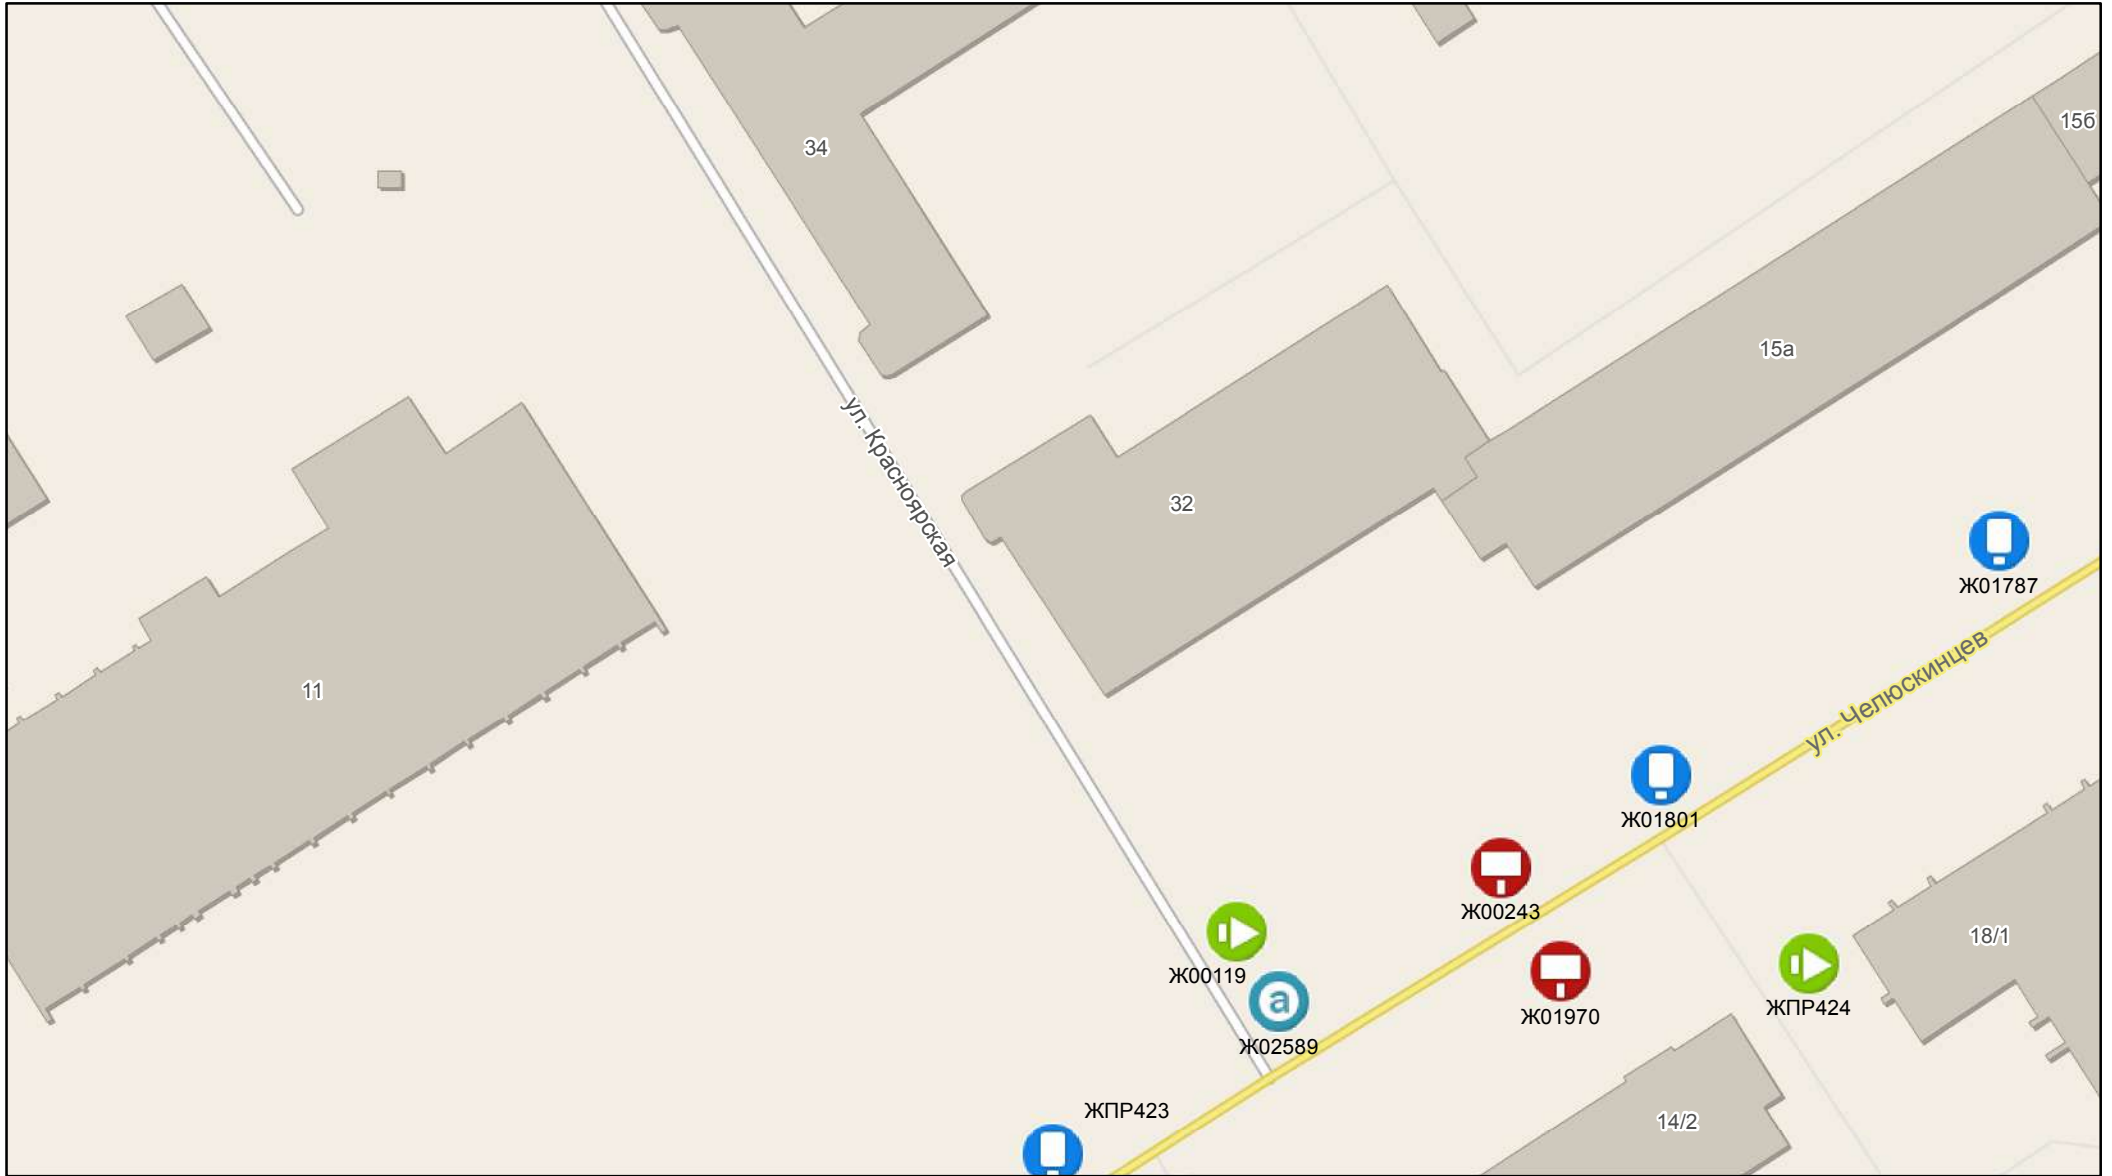 15б
34
15а
ул. Красноярская
32
Ж01787
11
ул. Челюскинцев
Ж01801
Ж00243
18/1
Ж00119
a
Ж01970
ЖПР424
Ж02589
ЖПР423
14/2